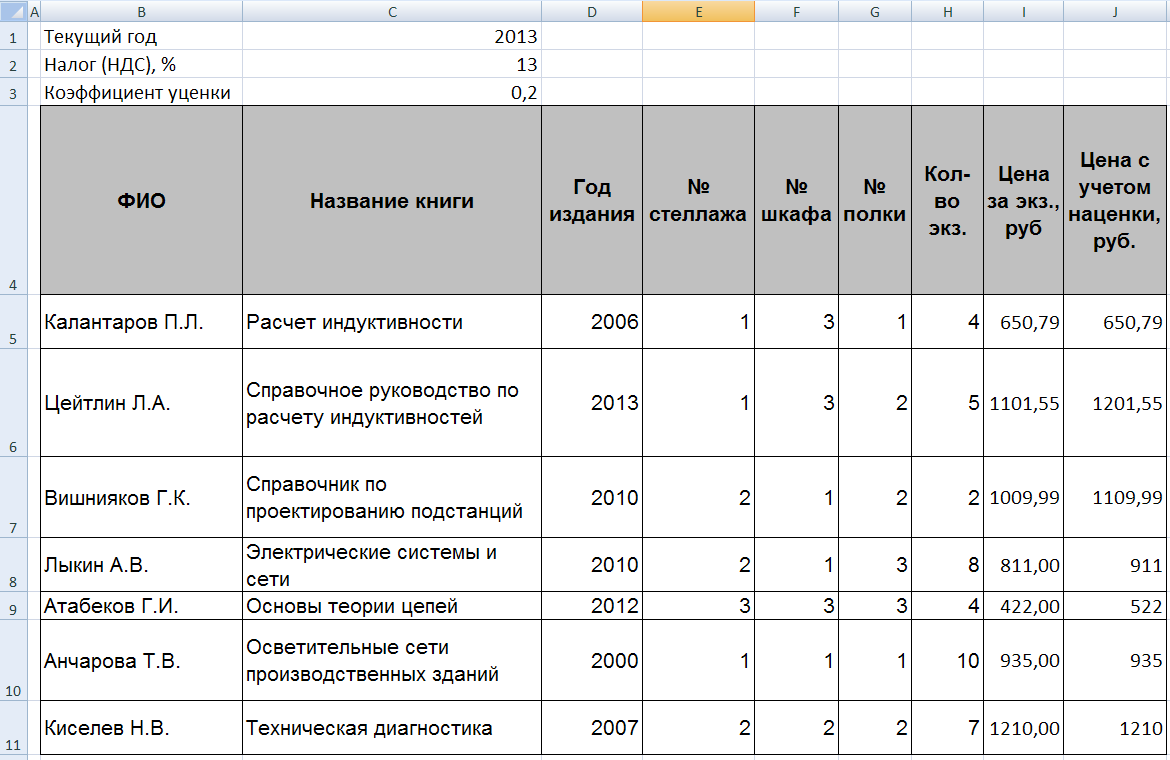 A B C D E F G H I J
1 Текущий год 2013
2 Налог (НДС), % 13
3 Коэффициент уценки 0,2
4 ФИО Название книги Год издания № стеллажа № шкафа № полки Кол-во экз. Цена за экз., руб Цена с учетом наценки, руб.
5 Калантаров П.Л. Расчет индуктивности 2006 1 3 1 4 650,79 650,79
6 Цейтлин Л.А. Справочное руководство по расчету индуктивностей 2013 1 3 2 5 1101,55 1201,55
7 Вишнияков Г.К. Справочник по проектированию подстанций 2010 2 1 2 2 1009,99 1109,99
8 Лыкин А.В. Электрические системы и сети 2010 2 1 3 8 811,00 911
9 Атабеков Г.И. Основы теории цепей 2012 3 3 3 4 422,00 522
10 Анчарова Т.В. Осветительные сети производственных зданий 2000 1 1 1 10 935,00 935
11 Киселев Н.В. Техническая диагностика 2007 2 2 2 7 1210,00 1210